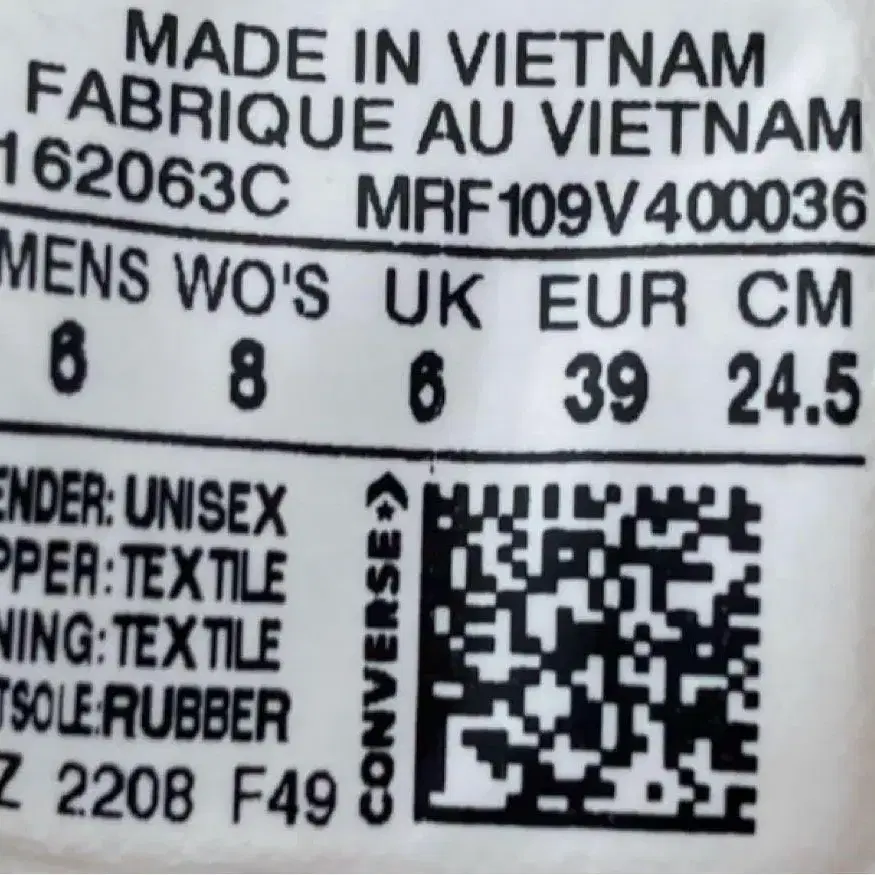 MADE IN VIETNAM
FABRIQUE AU VIETNAM
162063C MRF109V400036
MENS WO'S UK EUR CM
6 8 6 39 24.5
ENDER: UNISEX
PPER: TEXTILE
NING: TEXTILE
TSOLE: RUBBER
Z 2208 F49
CONVERSE